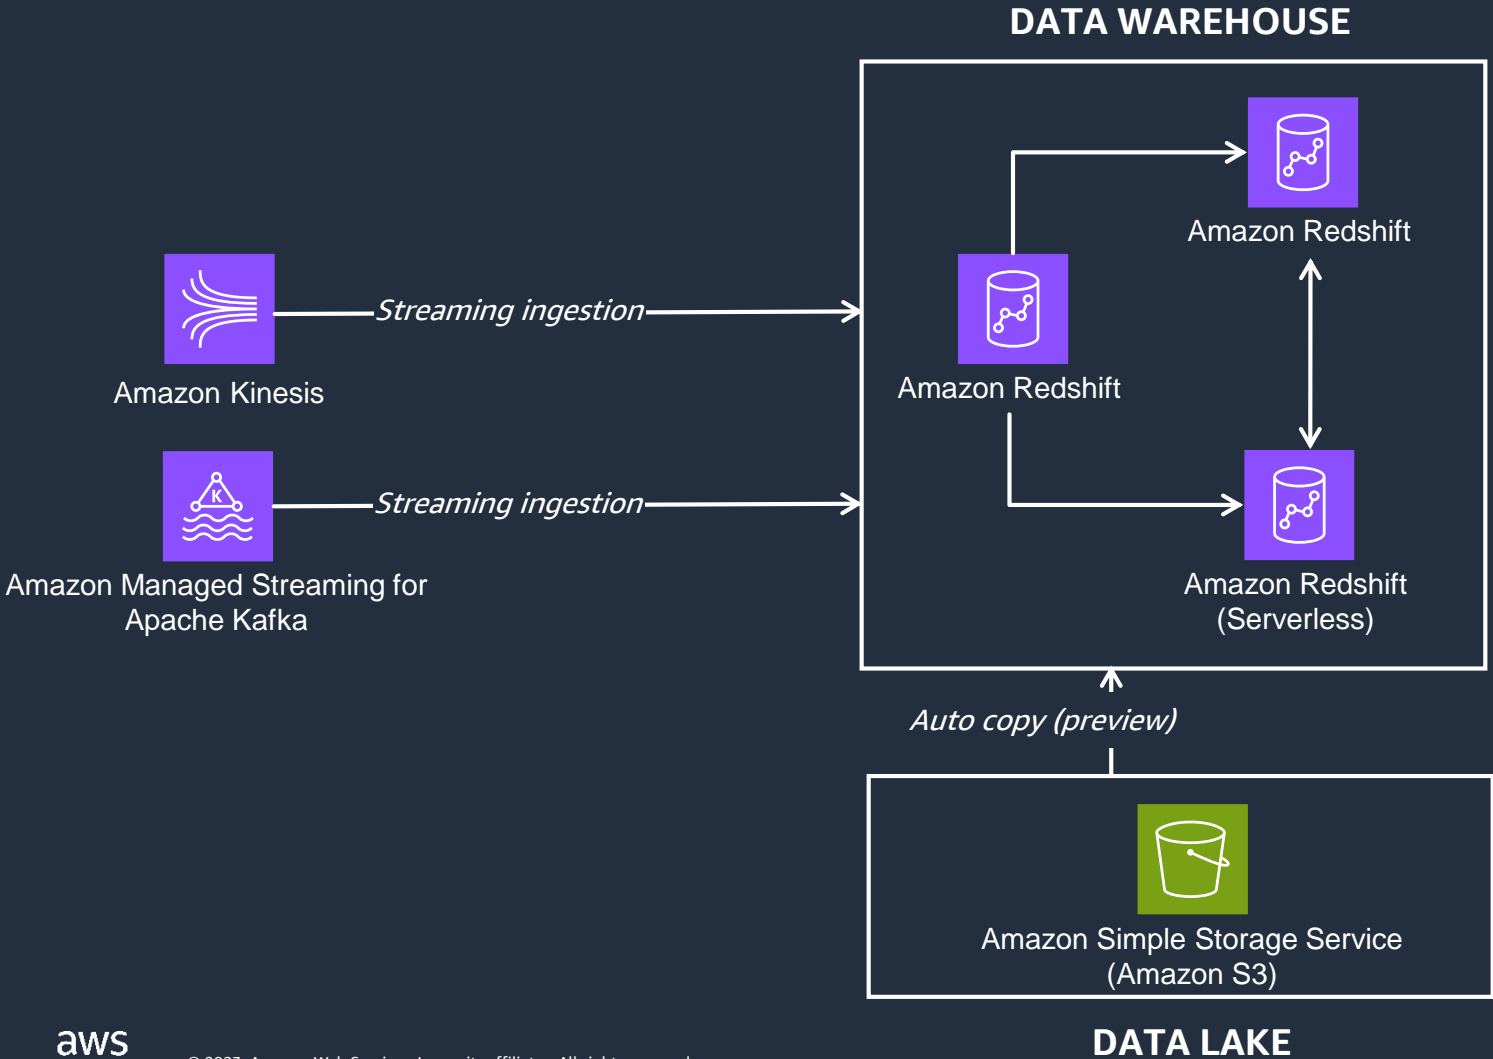 DATA WAREHOUSE
Amazon Redshift
Streaming ingestion
Amazon Kinesis
Amazon Redshift
K
Streaming ingestion
Amazon Managed Streaming for
Apache Kafka
Amazon Redshift
(Serverless)
Auto copy (preview)
Amazon Simple Storage Service
(Amazon S3)
DATA LAKE
aws